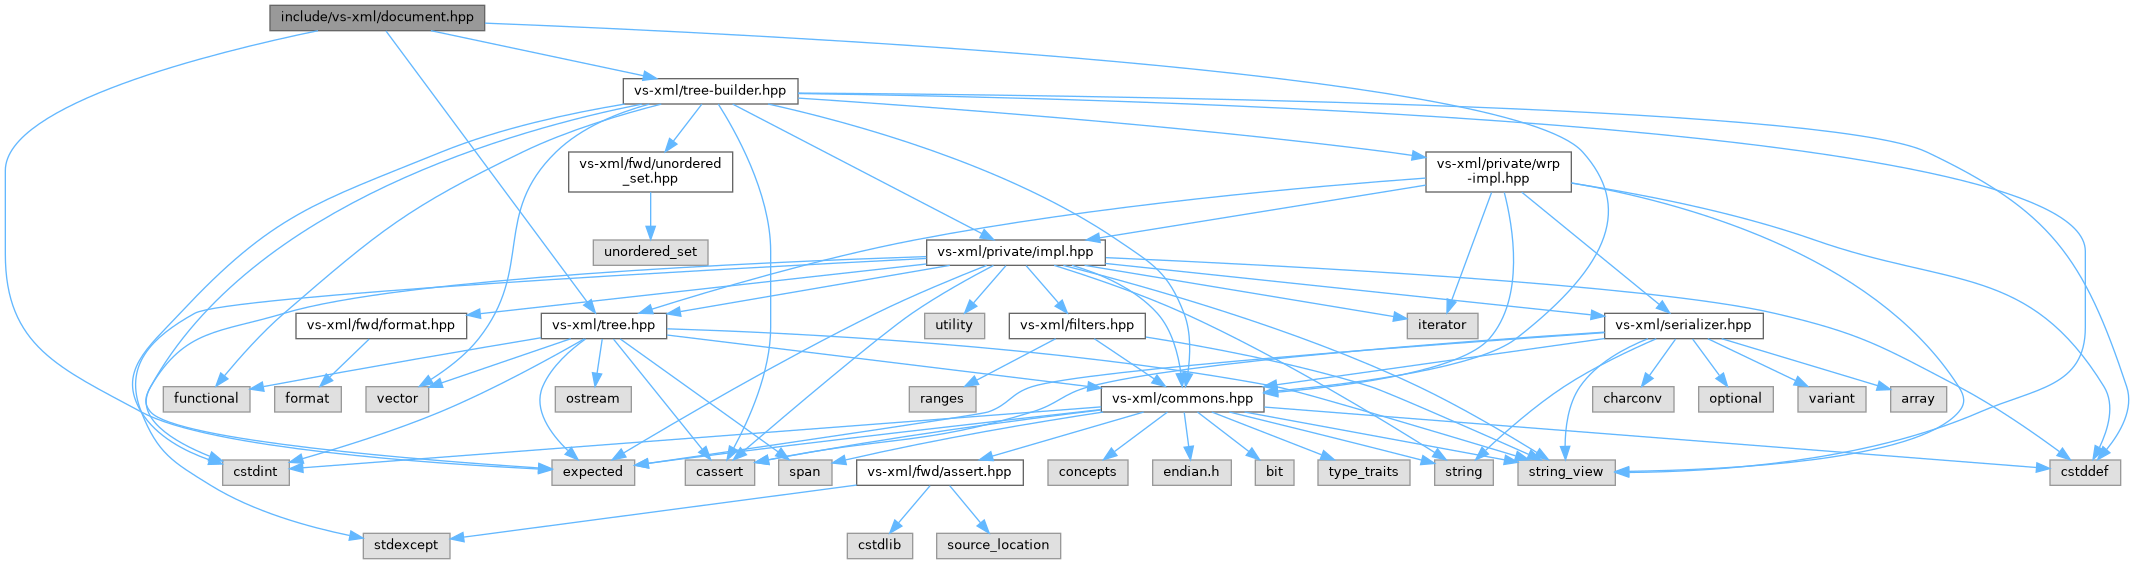 include/vs-xml/document.hpp
vs-xml/tree-builder.hpp
vs-xml/fwd/unordered
_set.hpp
vs-xml/private/wrp
-impl.hpp
unordered_set
vs-xml/private/impl.hpp
vs-xml/fwd/format.hpp
vs-xml/tree.hpp
utility
vs-xml/filters.hpp
iterator
vs-xml/serializer.hpp
functional
format
vector
ostream
ranges
vs-xml/commons.hpp
charconv
optional
variant
array
cstdint
expected
cassert
span
vs-xml/fwd/assert.hpp
concepts
endian.h
bit
type_traits
string
string_view
cstddef
stdexcept
cstdlib
source_location